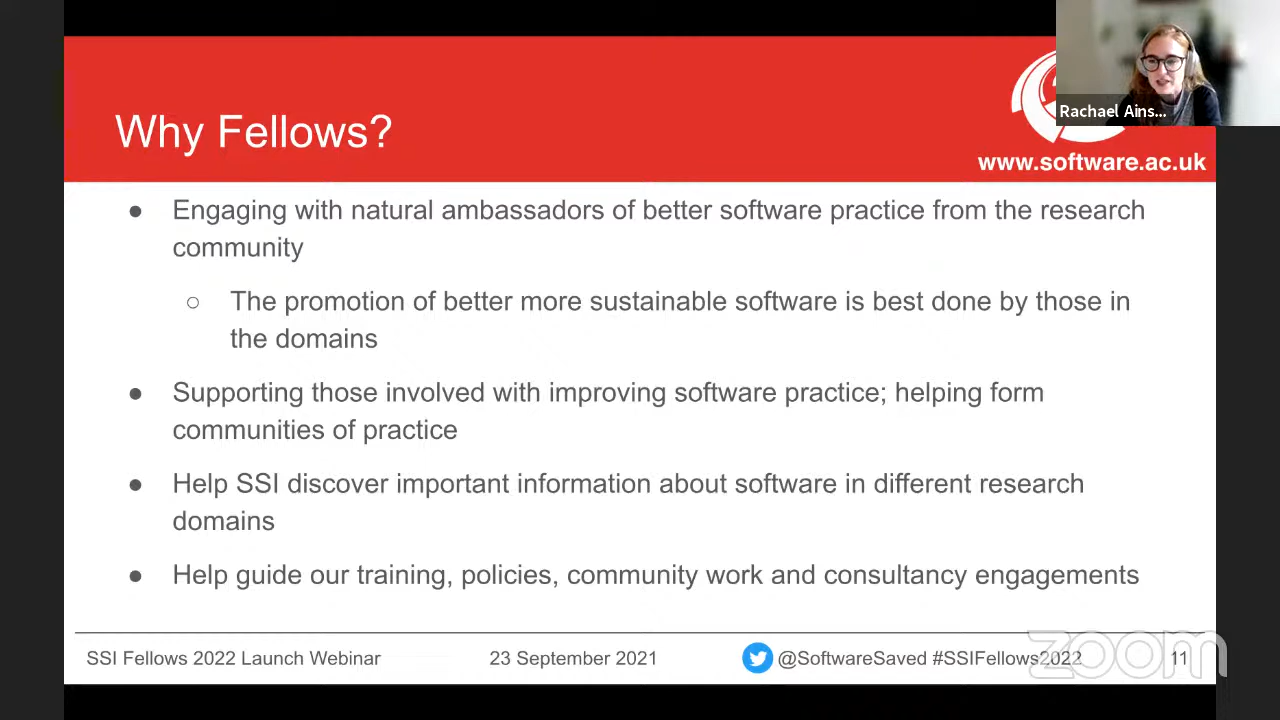 Why Fellows?
Rachael Ains...
www.software.ac.uk
● Engaging with natural ambassadors of better software practice from the research
community
○ The promotion of better more sustainable software is best done by those in
the domains
● Supporting those involved with improving software practice; helping form
communities of practice
● Help SSI discover important information about software in different research
domains
● Help guide our training, policies, community work and consultancy engagements
SSI Fellows 2022 Launch Webinar 23 September 2021 @SoftwareSaved #SSIFellows2022 11
zoom